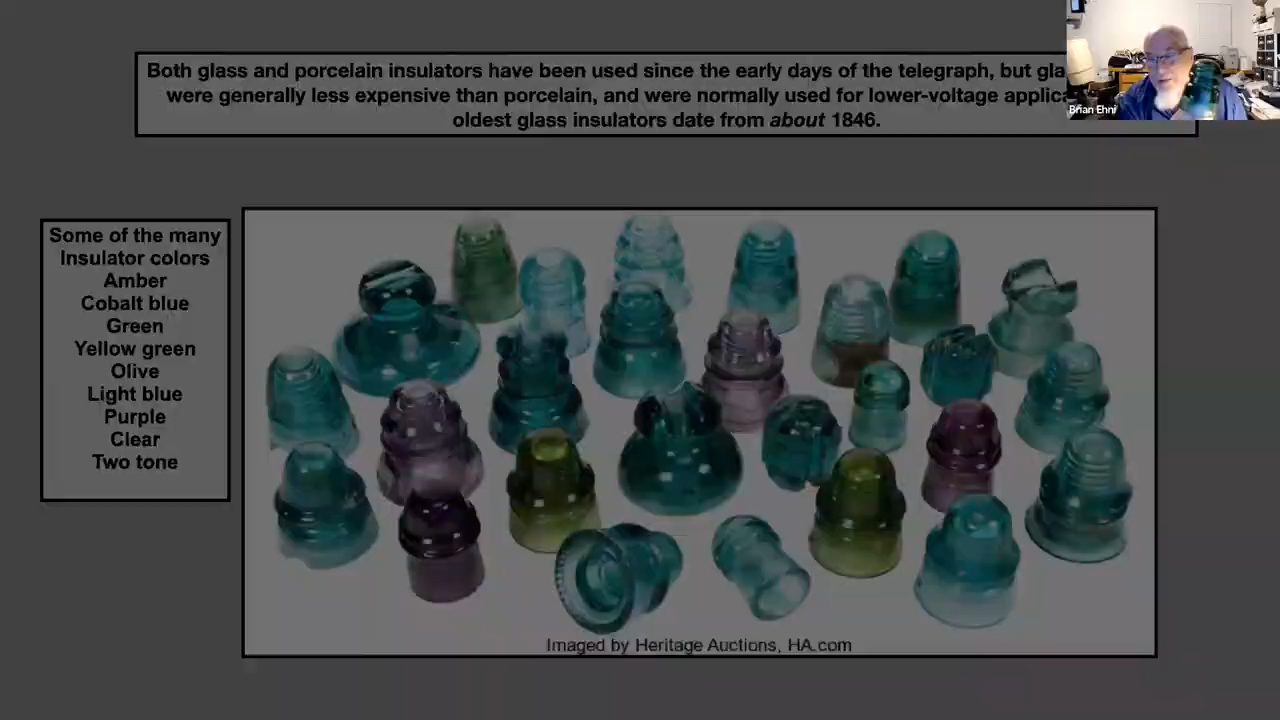 Both glass and porcelain insulators have been used since the early days of the telegraph, but
were generally less expensive than porcelain, and were normally used for lower-voltage
oldest glass insulators date from about 1846.
Brian Ehni
Some of the many
Insulator colors
Amber
Cobalt blue
Green
Yellow green
Olive
Light blue
Purple
Clear
Two tone
Imaged by Heritage Auctions, HA.com